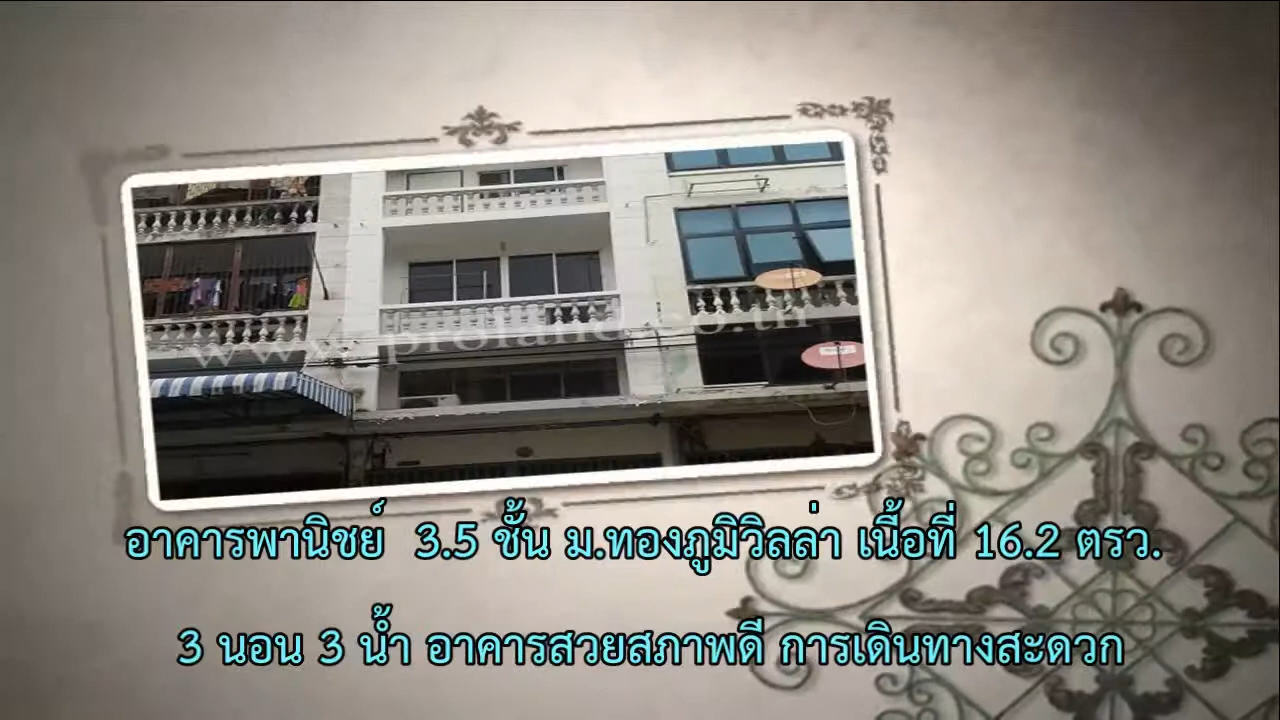 อาคารพานิชย์ 3.5 ชั้น ม.ทองภูมิวิลล่า เนื้อที่ 16.2 ตรว.
3 นอน 3 น้ำ อาคารสวยสภาพดี การเดินทางสะดวก